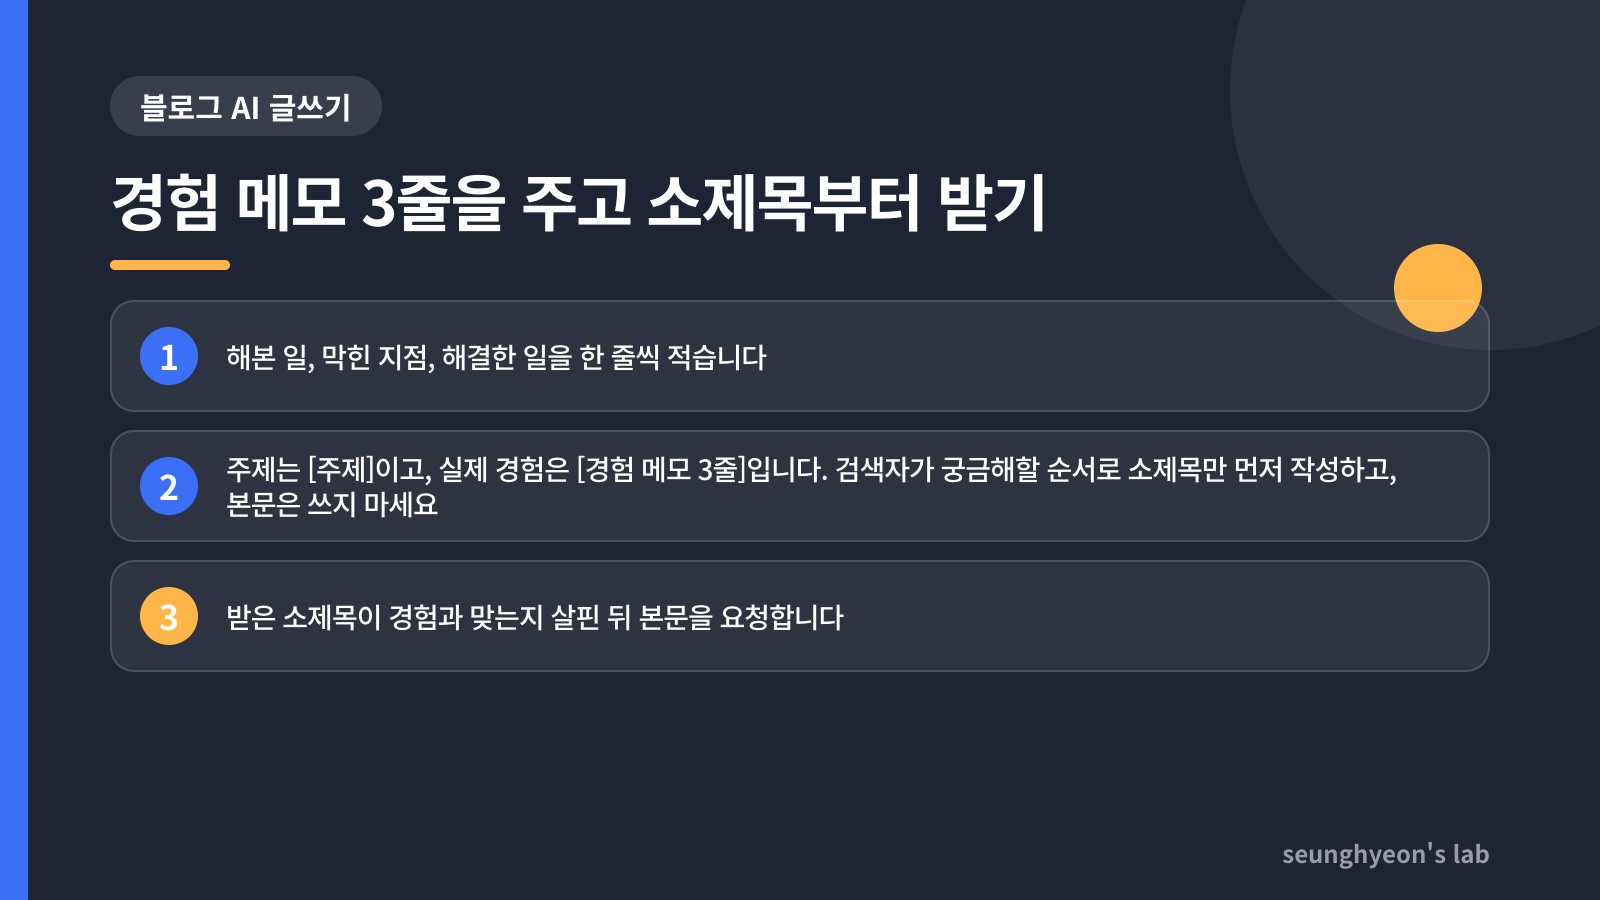 블로그 AI 글쓰기
경험 메모 3줄을 주고 소제목부터 받기
1 해본 일, 막힌 지점, 해결한 일을 한 줄씩 적습니다
2 주제는 [주제]이고, 실제 경험은 [경험 메모 3줄]입니다. 검색자가 궁금해할 순서로 소제목만 먼저 작성하고,
본문은 쓰지 마세요
3 받은 소제목이 경험과 맞는지 살핀 뒤 본문을 요청합니다
seunghyeon's lab